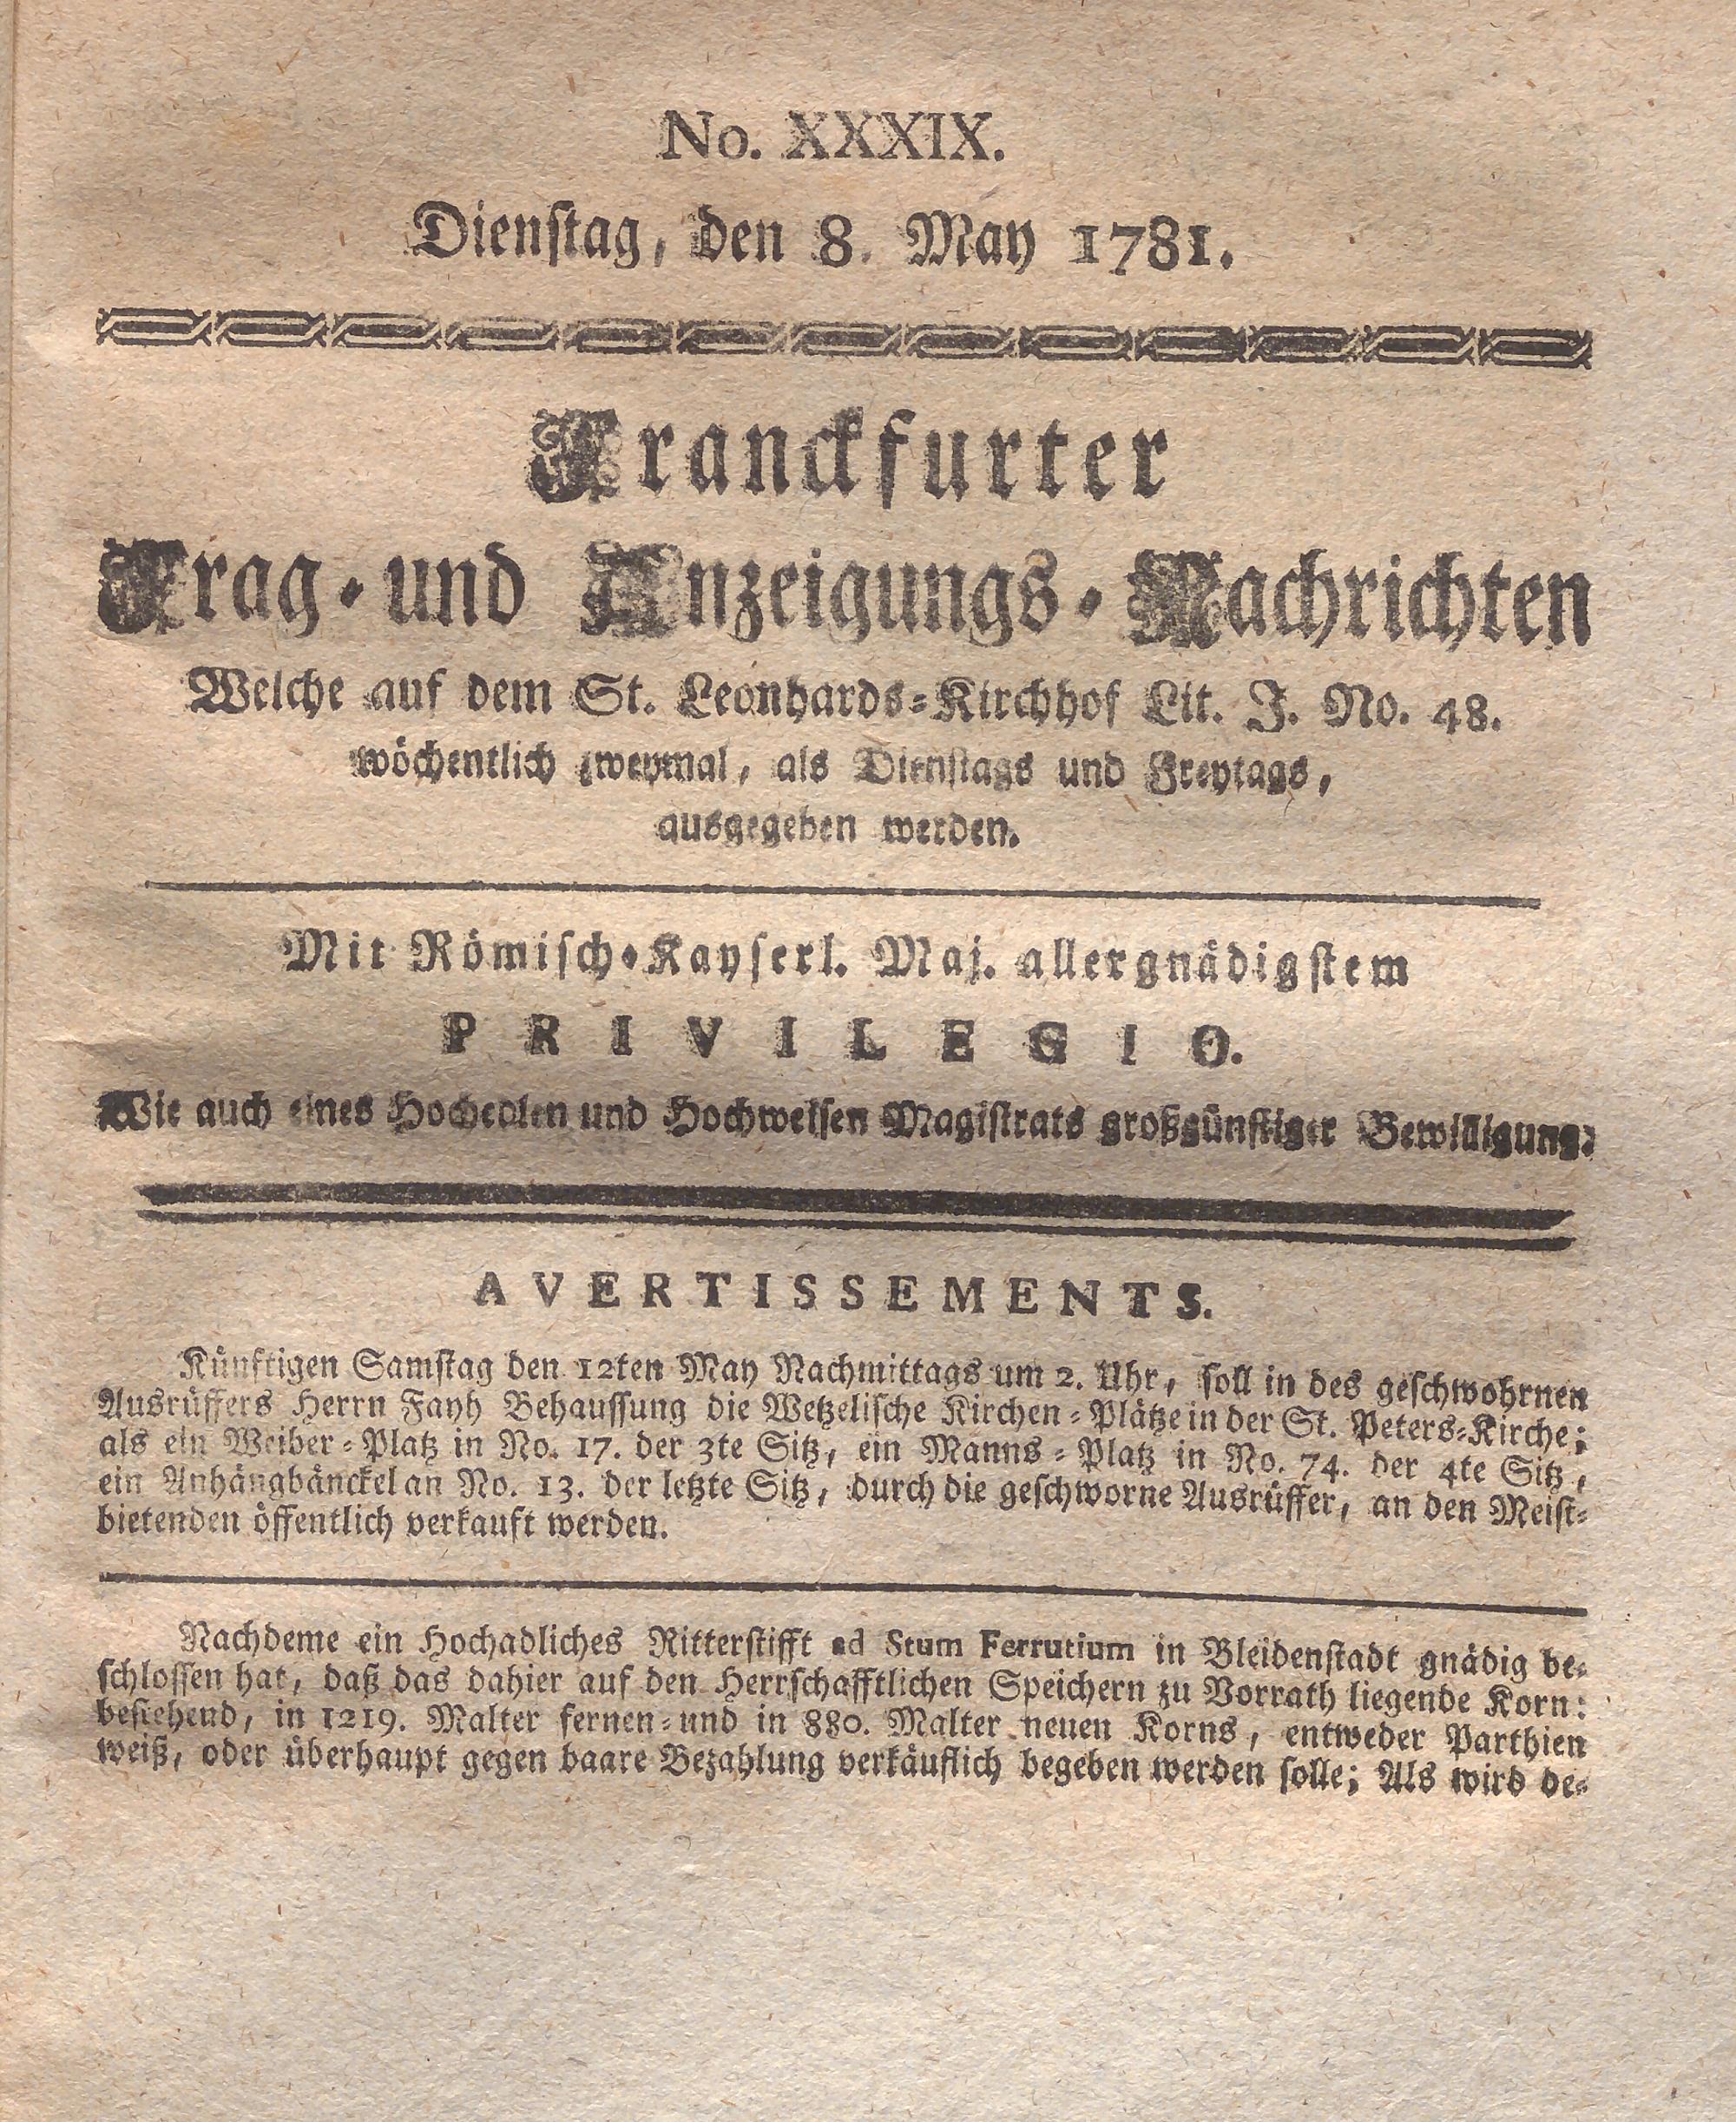 No. XXXIX.
Dienstag, den 8. May 1781.
Franckfurter
Frag- und Anzeigungs-Nachrichten
Welche auf dem St. Leonhards-Kirchhof Lit. J. No. 48.
wöchentlich zweymal, als Dienstags und Freytags,
ausgegeben werden.
Mit Römisch-Kayserl. Maj. allergnädigstem
PRIVILEGIO.
Wie auch eines Hochedlen und Hochweisen Magistrats großgünstiger Bewilligung.
AVERTISSEMENTS.
Künftigen Samstag den 12ten May Nachmittags um 2. Uhr, soll in des geschwohrnen
Ausrüffers Herrn Fayh Behaussung die Wetzelische Kirchen-Plätze in der St. Peters-Kirche;
als ein Weiber-Platz in No. 17. der 3te Sitz, ein Manns-Platz in No. 74. der 4te Sitz,
ein Anhängbänckel an No. 13. der letzte Sitz, durch die geschworne Ausrüffer, an den Meist-
bietenden öffentlich verkauft werden.
Nachdeme ein Hochadliches Ritterstifft ad Stum Ferrutium in Bleidenstadt gnädig be-
schlossen hat, daß das dahier auf den Herrschafftlichen Speichern zu Vorrath liegende Korn:
bestehend, in 1219. Malter fernen- und in 880. Malter neuen Korns, entweder Parthien
weiß, oder überhaupt gegen baare Bezahlung verkäuflich begeben werden solle; Als wird de-